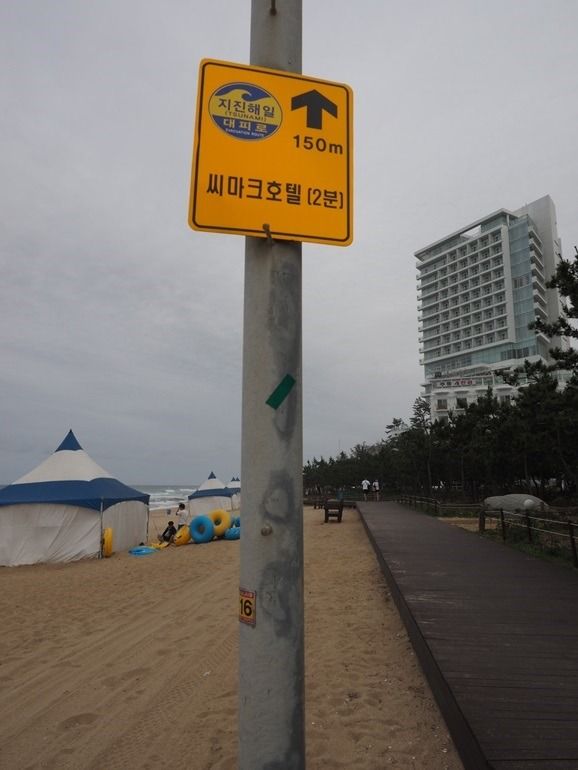 지진해일
(TSUNAMI)
대피로
EVACUATION ROUTE
150m
씨마크호텔 (2분)
16